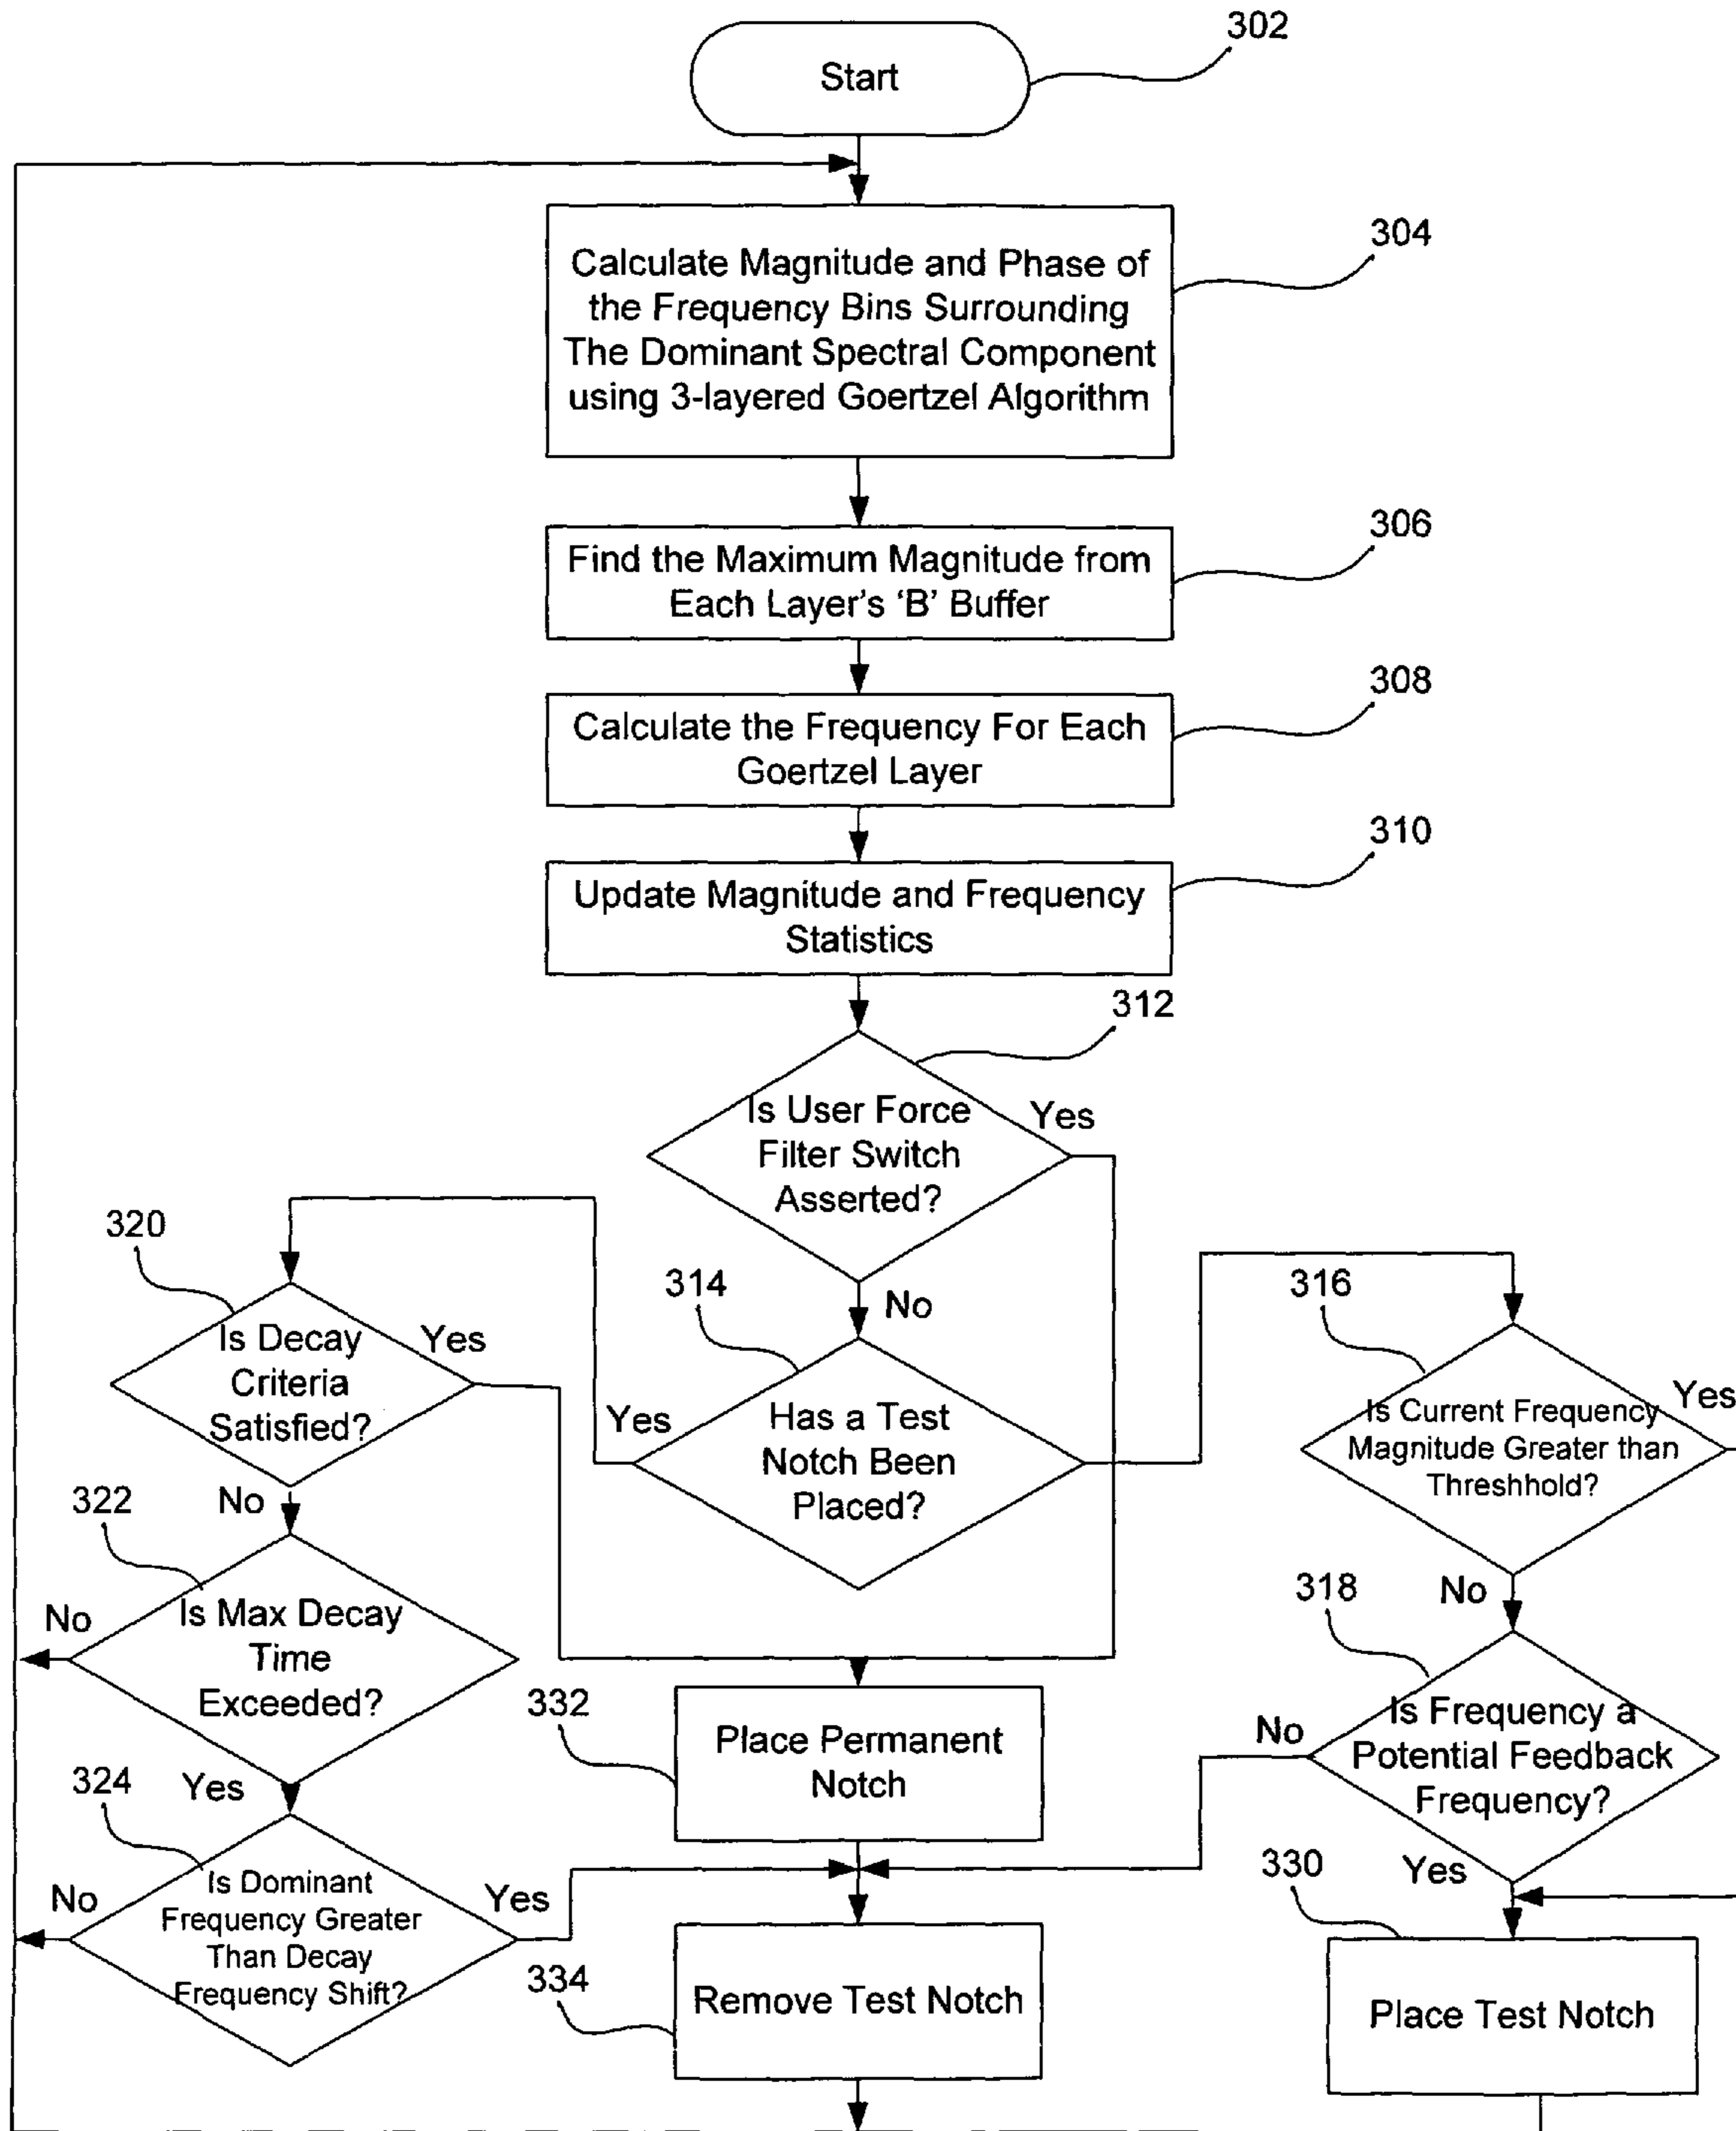 302
Start
304
Calculate Magnitude and Phase of
the Frequency Bins Surrounding
The Dominant Spectral Component
using 3-layered Goertzel Algorithm
306
Find the Maximum Magnitude from
Each Layer's 'B' Buffer
308
Calculate the Frequency For Each
Goertzel Layer
310
Update Magnitude and Frequency
Statistics
312
Is User Force
Filter Switch
Asserted?
Yes
No
314
Has a Test
Notch Been
Placed?
Yes
320
Is Decay
Criteria
Satisfied?
Yes
No
322
Is Max Decay
Time
Exceeded?
No
Yes
324
Is Dominant
Frequency Greater
Than Decay
Frequency Shift?
No
Yes
316
Is Current Frequency
Magnitude Greater than
Threshhold?
Yes
No
318
Is Frequency a
Potential Feedback
Frequency?
No
Yes
332
Place Permanent
Notch
334
Remove Test Notch
330
Place Test Notch